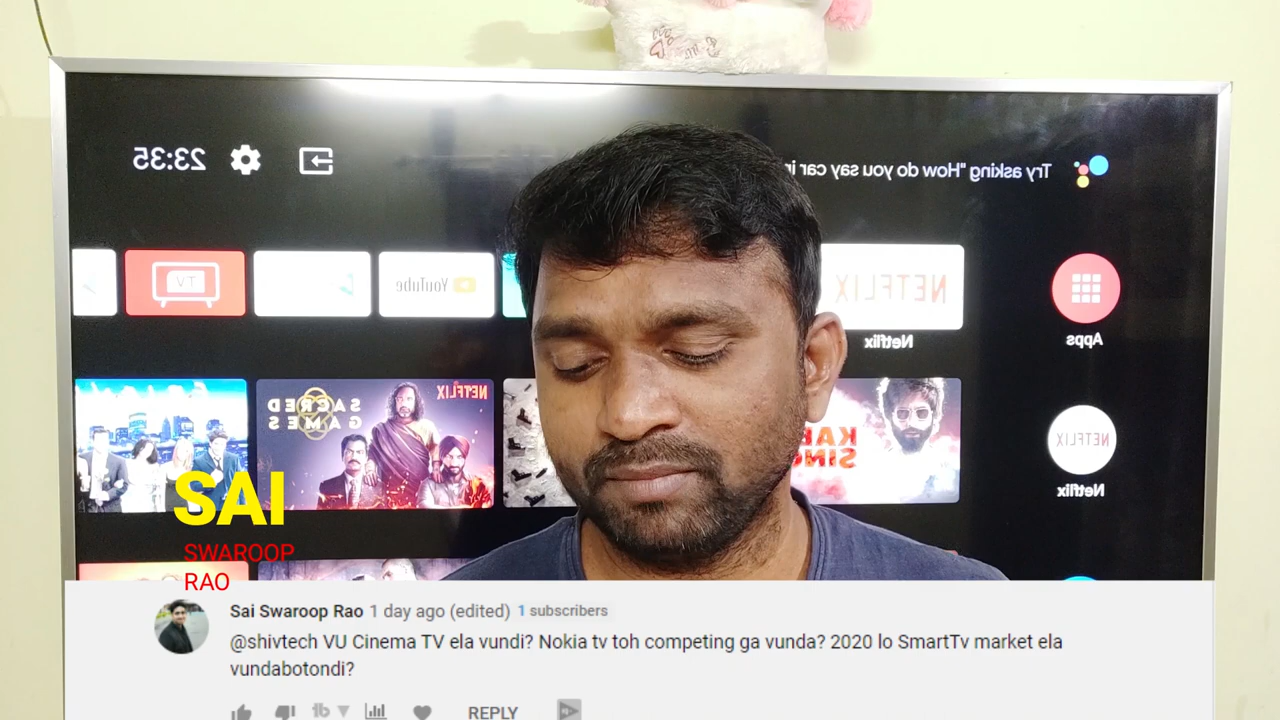 23:35
Try asking "How do you say car in
TV
YouTube
NETFLIX
Netflix
Apps
SACRED
GAMES
NETFLIX
NETFLIX
Netflix
SAI
SWAROOP
RAO
Sai Swaroop Rao 1 day ago (edited) 1 subscribers
@shivtech VU Cinema TV ela vundi? Nokia tv toh competing ga vunda? 2020 lo SmartTv market ela
vundabotondi?
REPLY